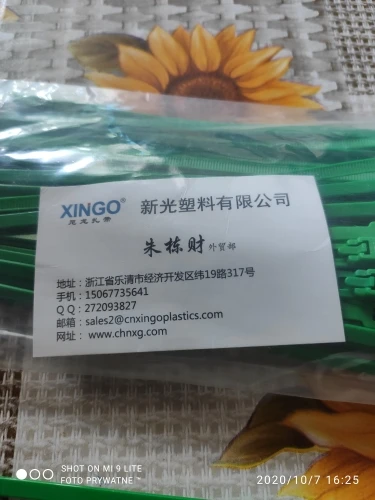 XINGO®
新光塑料有限公司
朱栋财 外贸部
地址：浙江省乐清市经济开发区纬19路317号
手机：15067735641
Q Q：272093827
邮箱：sales2@cnxingoplastics.com
网址： www.chnxg.com
SHOT ON MI 9 LITE
FOTO PRYWATNE
2020/10/7 16:25